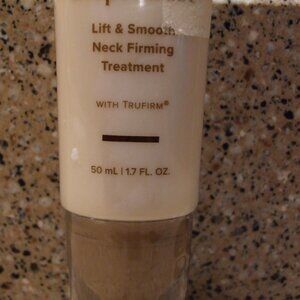 Lift & Smooth
Neck Firming
Treatment
WITH TRUFIRM®
50 mL | 1.7 FL. OZ.